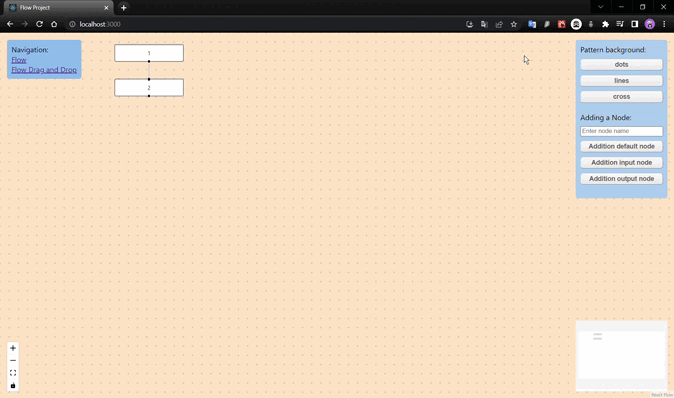 Flow Project
localhost:3000
Navigation:
Flow
Flow Drag and Drop
1
2
Pattern background:
dots
lines
cross
Adding a Node:
Enter node name
Addition default node
Addition input node
Addition output node
React Flow